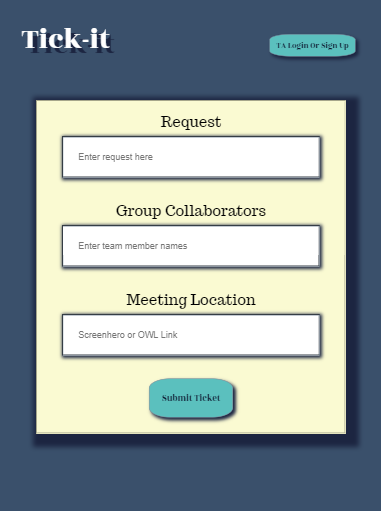 Tick-it
TA Login Or Sign Up
Request
Enter request here
Group Collaborators
Enter team member names
Meeting Location
Screenhero or OWL Link
Submit Ticket